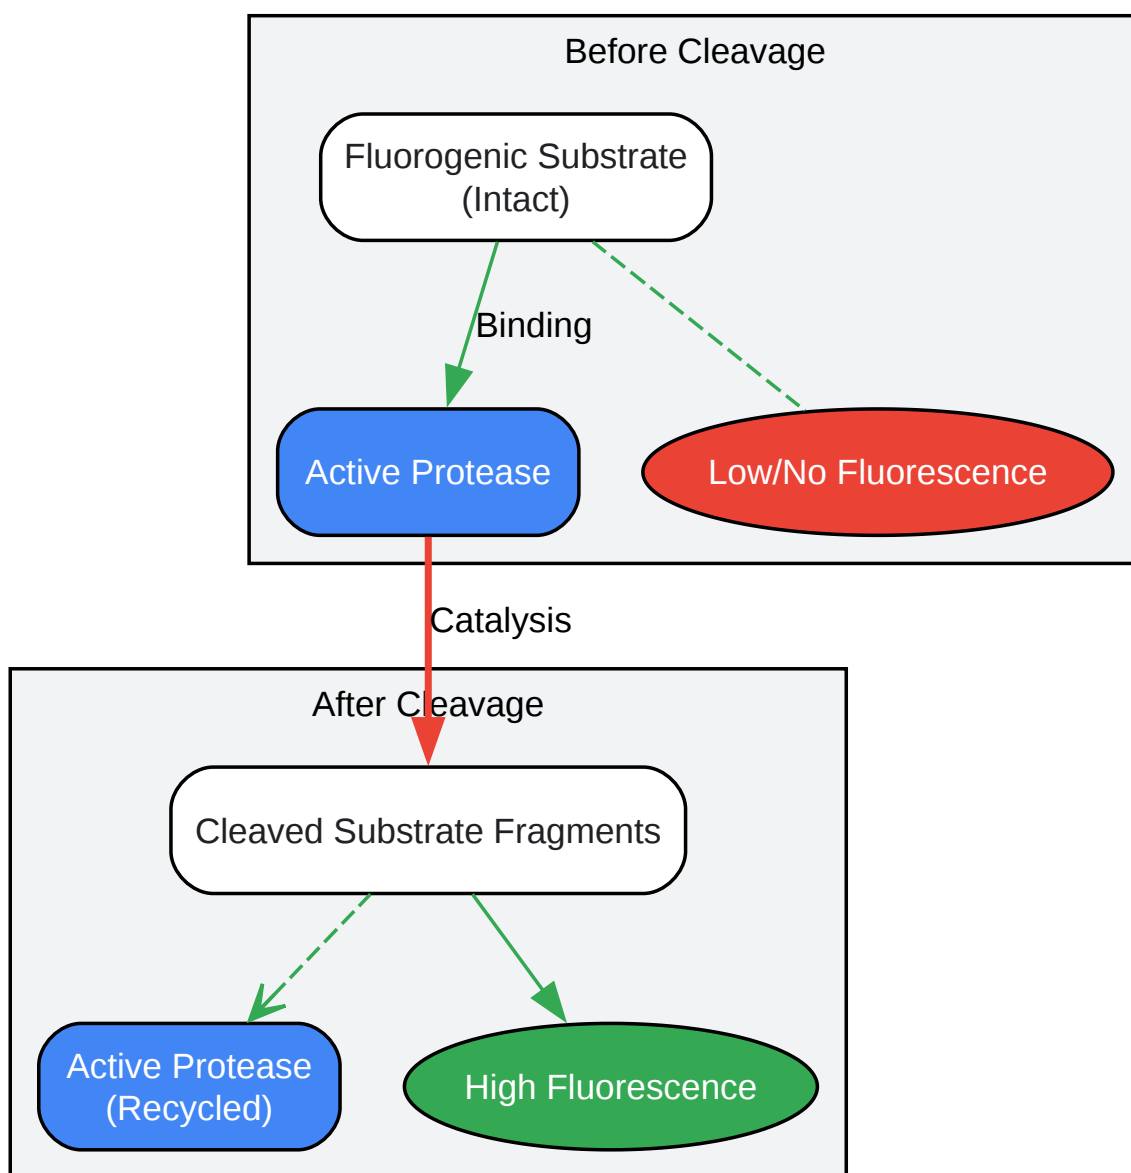 Before Cleavage
Fluorogenic Substrate
(Intact)
Binding
Active Protease
Low/No Fluorescence
Catalysis
After Cleavage
Cleaved Substrate Fragments
Active Protease
(Recycled)
High Fluorescence